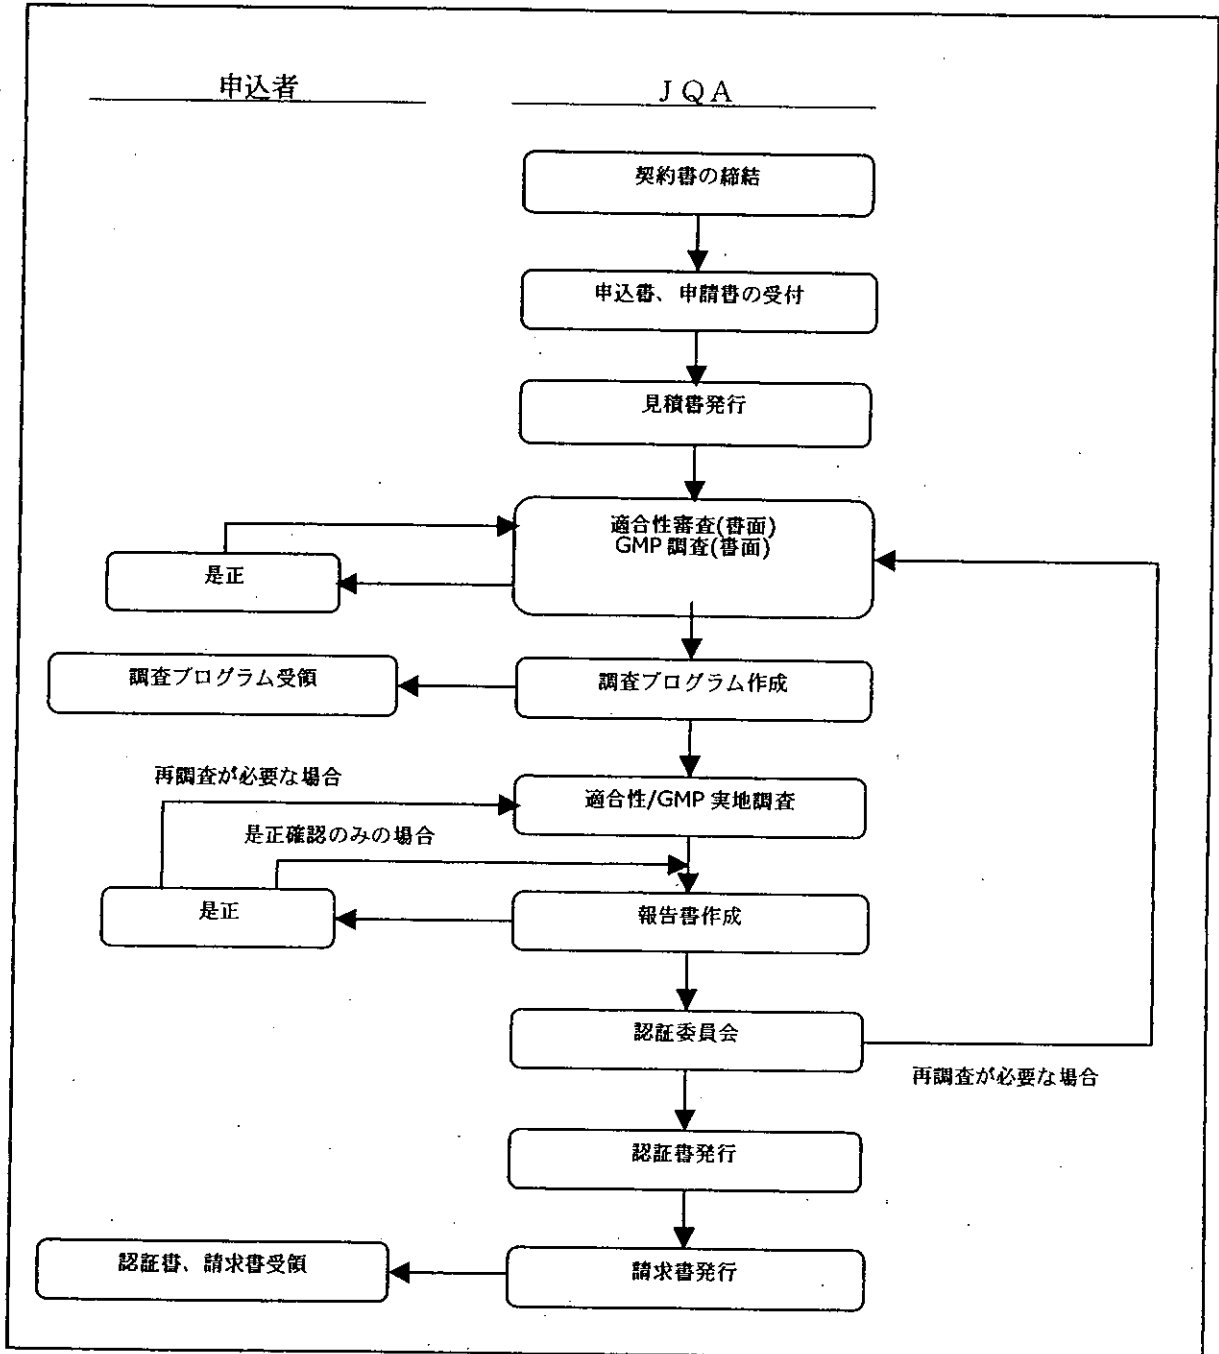 申込者
JQA
契約書の締結
申込書、申請書の受付
見積書発行
適合性審査(書面)
GMP調査(書面)
是正
調査プログラム受領
調査プログラム作成
再調査が必要な場合
適合性/GMP実地調査
是正確認のみの場合
是正
報告書作成
認証委員会
再調査が必要な場合
認証書発行
認証書、請求書受領
請求書発行